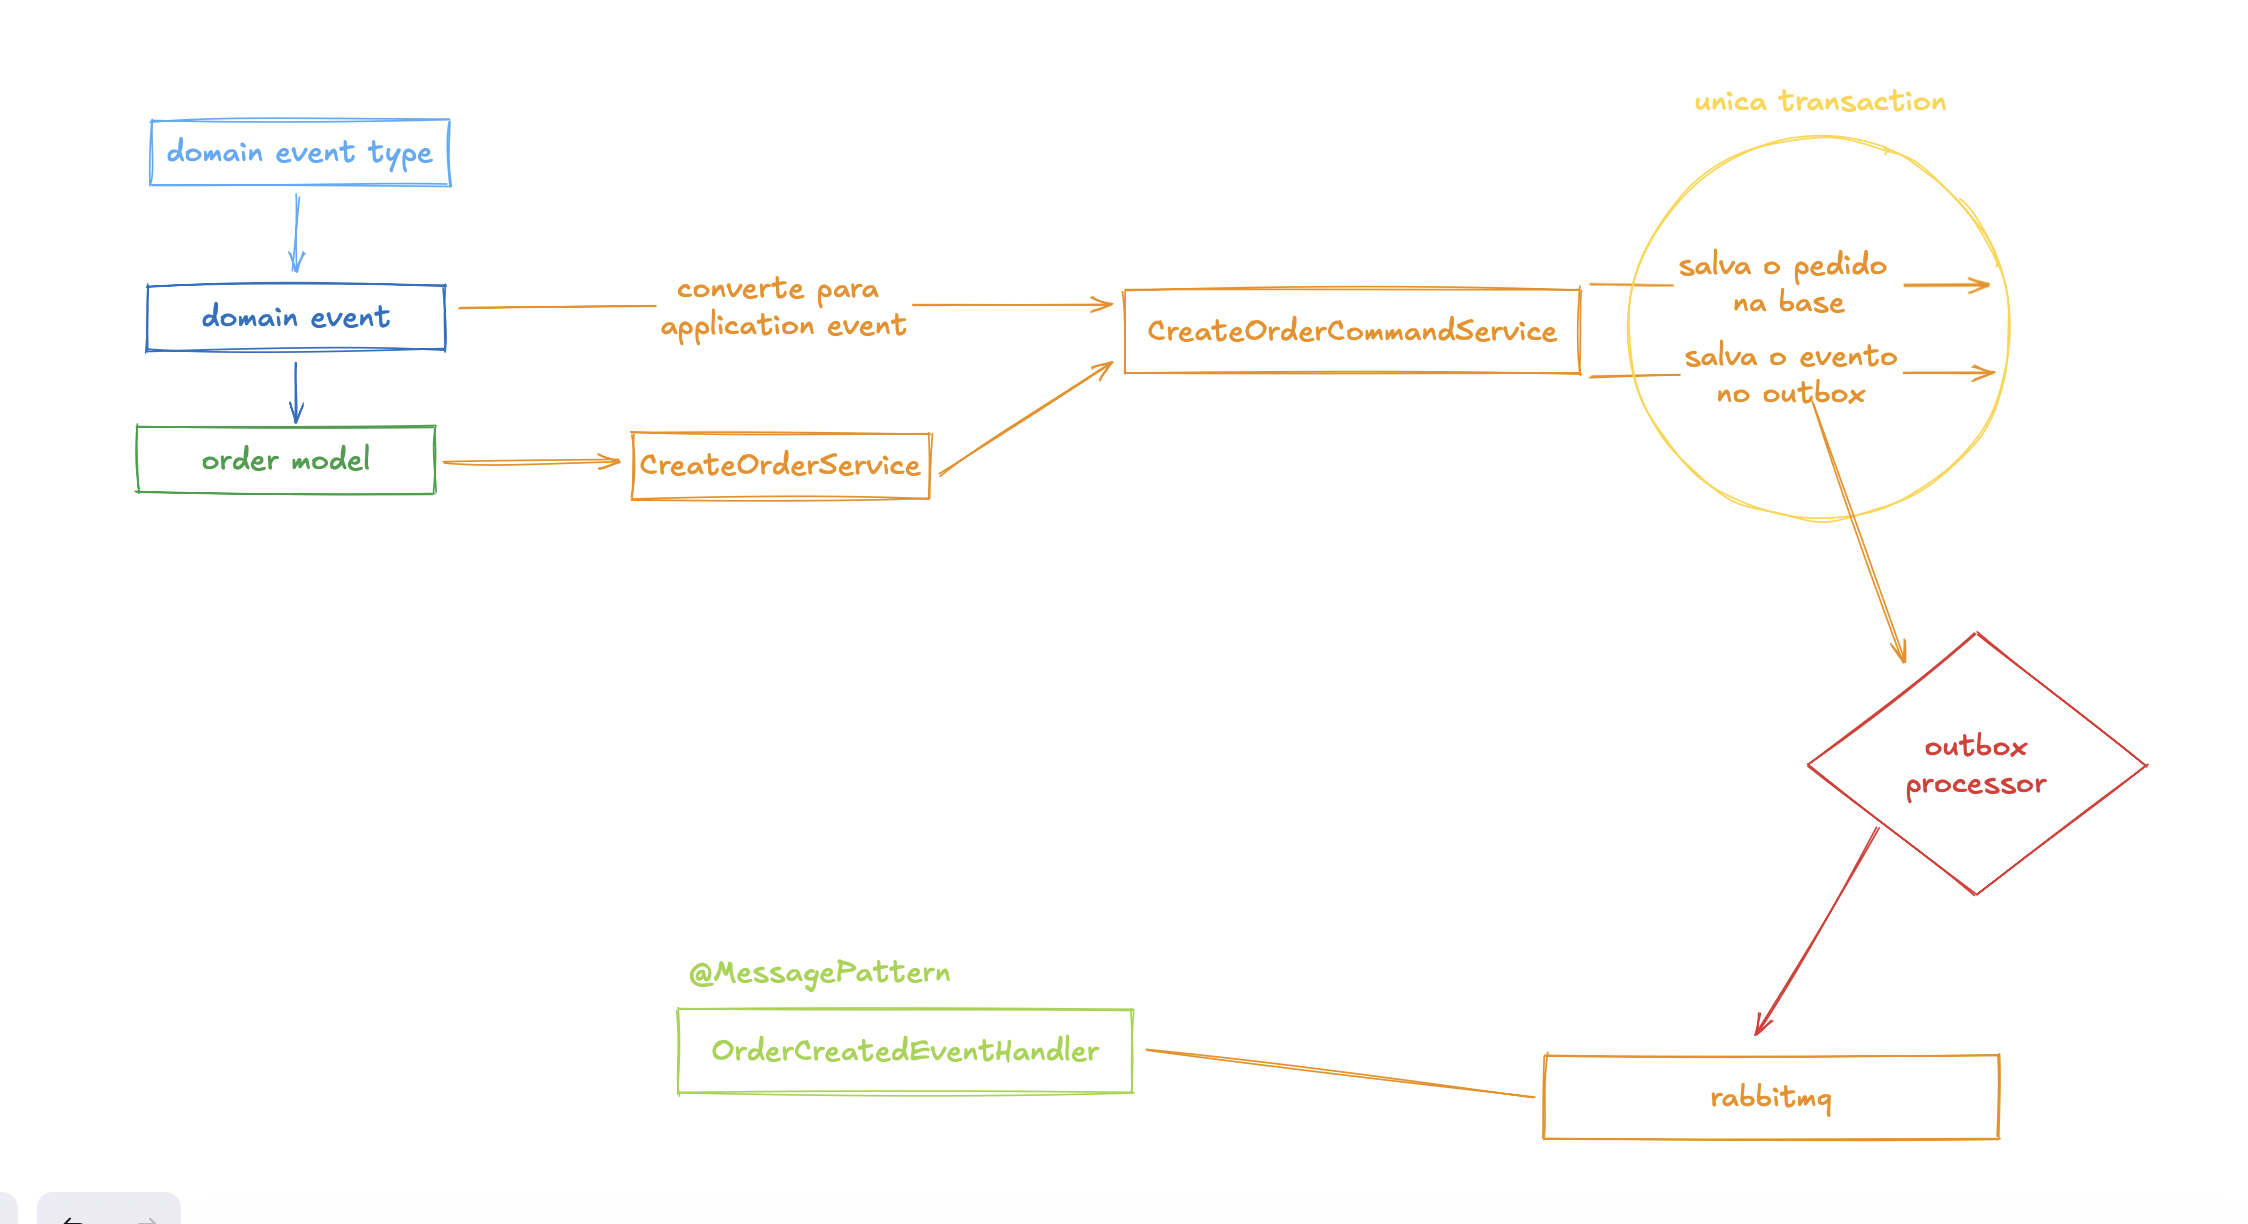 unica transaction
domain event type
domain event
converte para
application event
CreateOrderCommandService
salva o pedido
na base
salva o evento
no outbox
order model
CreateOrderService
outbox
processor
@MessagePattern
OrderCreatedEventHandler
rabbitmq